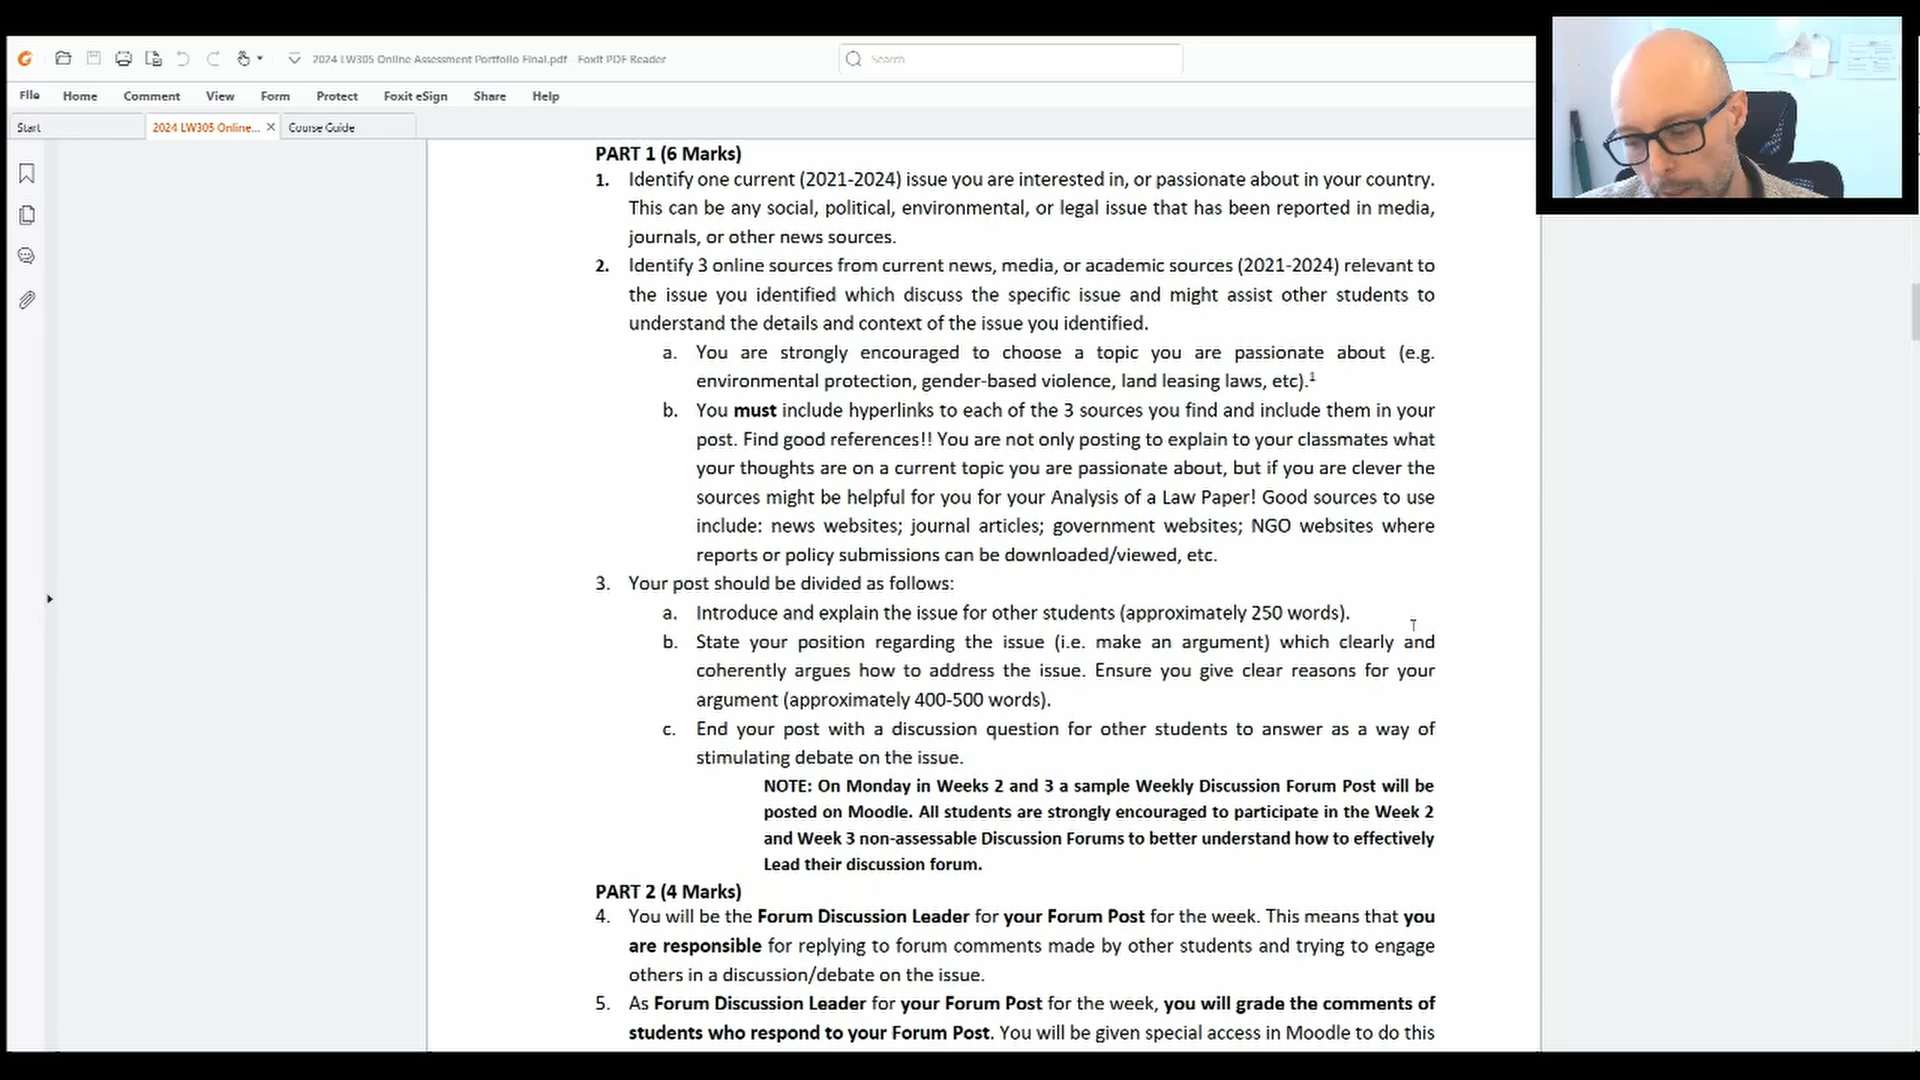 2024 LW305 Online Assessment Portfolio Final.pdf - Foxit PDF Reader
Search
File Home Comment View Form Protect Foxit eSign Share Help
Start 2024 LW305 Online... Course Guide
PART 1 (6 Marks)
1. Identify one current (2021-2024) issue you are interested in, or passionate about in your country.
This can be any social, political, environmental, or legal issue that has been reported in media,
journals, or other news sources.
2. Identify 3 online sources from current news, media, or academic sources (2021-2024) relevant to
the issue you identified which discuss the specific issue and might assist other students to
understand the details and context of the issue you identified.
a. You are strongly encouraged to choose a topic you are passionate about (e.g.
environmental protection, gender-based violence, land leasing laws, etc).1
b. You must include hyperlinks to each of the 3 sources you find and include them in your
post. Find good references!! You are not only posting to explain to your classmates what
your thoughts are on a current topic you are passionate about, but if you are clever the
sources might be helpful for you for your Analysis of a Law Paper! Good sources to use
include: news websites; journal articles; government websites; NGO websites where
reports or policy submissions can be downloaded/viewed, etc.
3. Your post should be divided as follows:
a. Introduce and explain the issue for other students (approximately 250 words).
b. State your position regarding the issue (i.e. make an argument) which clearly and
coherently argues how to address the issue. Ensure you give clear reasons for your
argument (approximately 400-500 words).
c. End your post with a discussion question for other students to answer as a way of
stimulating debate on the issue.
NOTE: On Monday in Weeks 2 and 3 a sample Weekly Discussion Forum Post will be
posted on Moodle. All students are strongly encouraged to participate in the Week 2
and Week 3 non-assessable Discussion Forums to better understand how to effectively
Lead their discussion forum.
PART 2 (4 Marks)
4. You will be the Forum Discussion Leader for your Forum Post for the week. This means that you
are responsible for replying to forum comments made by other students and trying to engage
others in a discussion/debate on the issue.
5. As Forum Discussion Leader for your Forum Post for the week, you will grade the comments of
students who respond to your Forum Post. You will be given special access in Moodle to do this